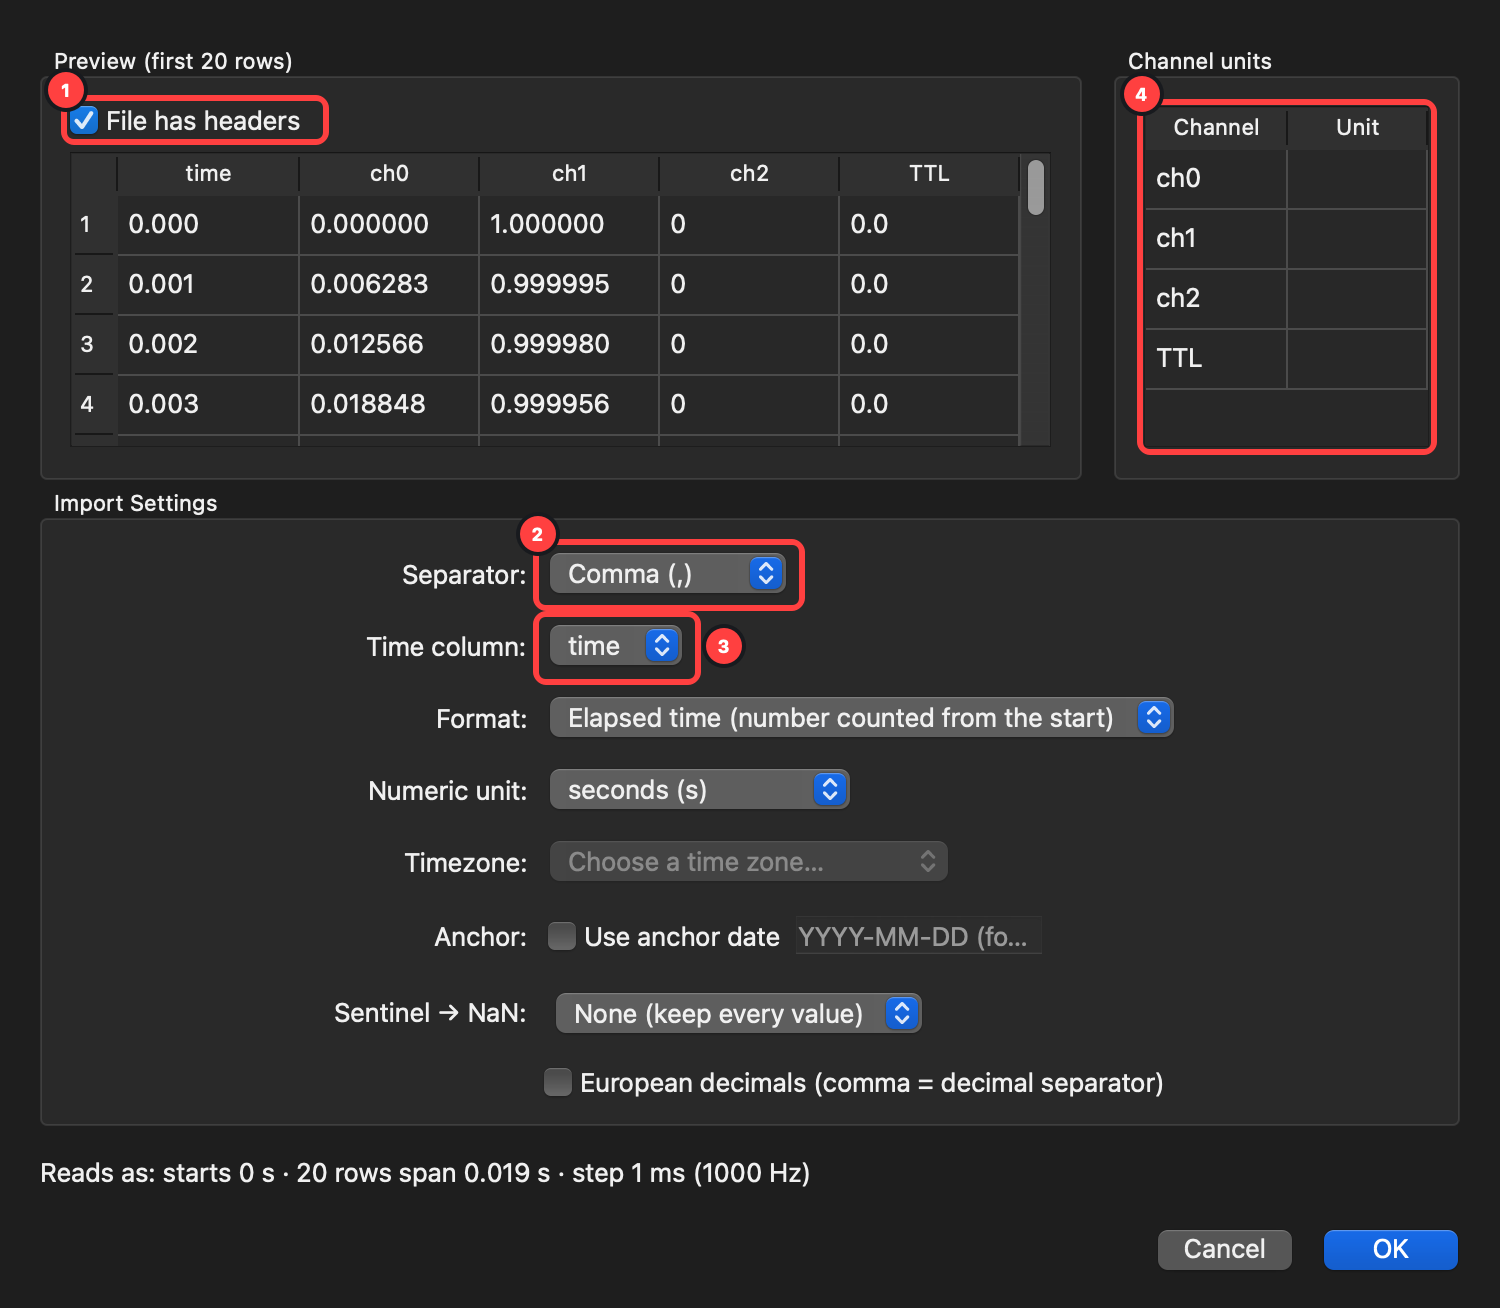 Preview (first 20 rows)
1
File has headers
time ch0 ch1 ch2 TTL
1 0.000 0.000000 1.000000 0 0.0
2 0.001 0.006283 0.999995 0 0.0
3 0.002 0.012566 0.999980 0 0.0
4 0.003 0.018848 0.999956 0 0.0
Channel units
4
Channel Unit
ch0
ch1
ch2
TTL
Import Settings
2
Separator: Comma (,)
Time column: time 3
Format: Elapsed time (number counted from the start)
Numeric unit: seconds (s)
Timezone: Choose a time zone...
Anchor: Use anchor date YYYY-MM-DD (fo...
Sentinel → NaN: None (keep every value)
European decimals (comma = decimal separator)
Reads as: starts 0 s · 20 rows span 0.019 s · step 1 ms (1000 Hz)
Cancel OK